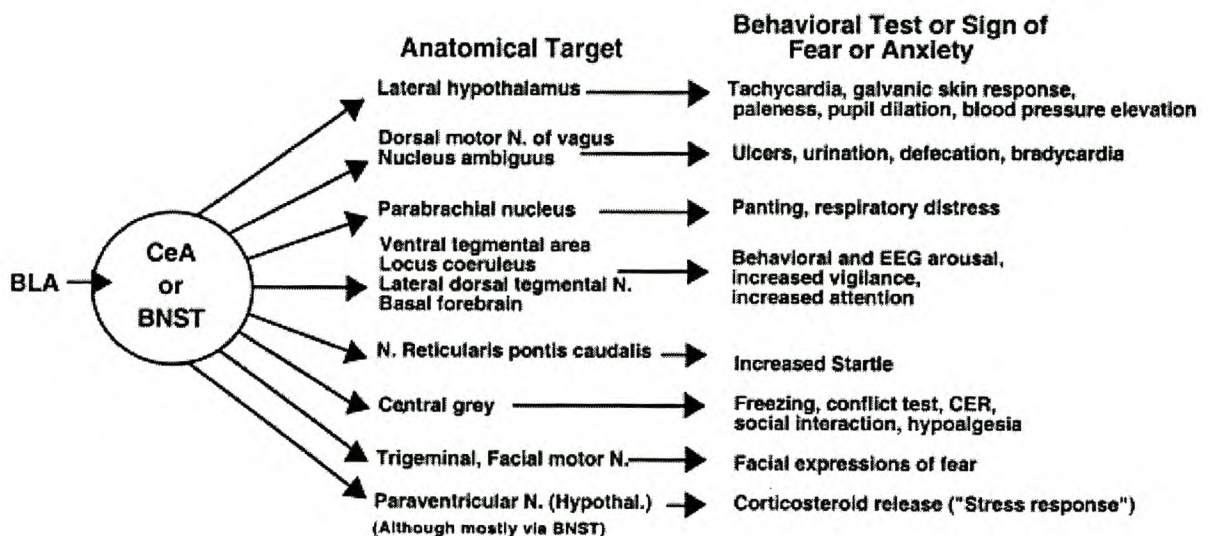 Anatomical Target
Behavioral Test or Sign of
Fear or Anxiety
BLA
CeA
or
BNST
Lateral hypothalamus
Tachycardia, galvanic skin response,
paleness, pupil dilation, blood pressure elevation
Dorsal motor N. of vagus
Nucleus ambiguus
Ulcers, urination, defecation, bradycardia
Parabrachial nucleus
Panting, respiratory distress
Ventral tegmental area
Locus coeruleus
Lateral dorsal tegmental N.
Basal forebrain
Behavioral and EEG arousal,
increased vigilance,
increased attention
N. Reticularis pontis caudalis
Increased Startle
Central grey
Freezing, conflict test, CER,
social interaction, hypoalgesia
Trigeminal, Facial motor N.
Facial expressions of fear
Paraventricular N. (Hypothal.)
(Although mostly via BNST)
Corticosteroid release ("Stress response")